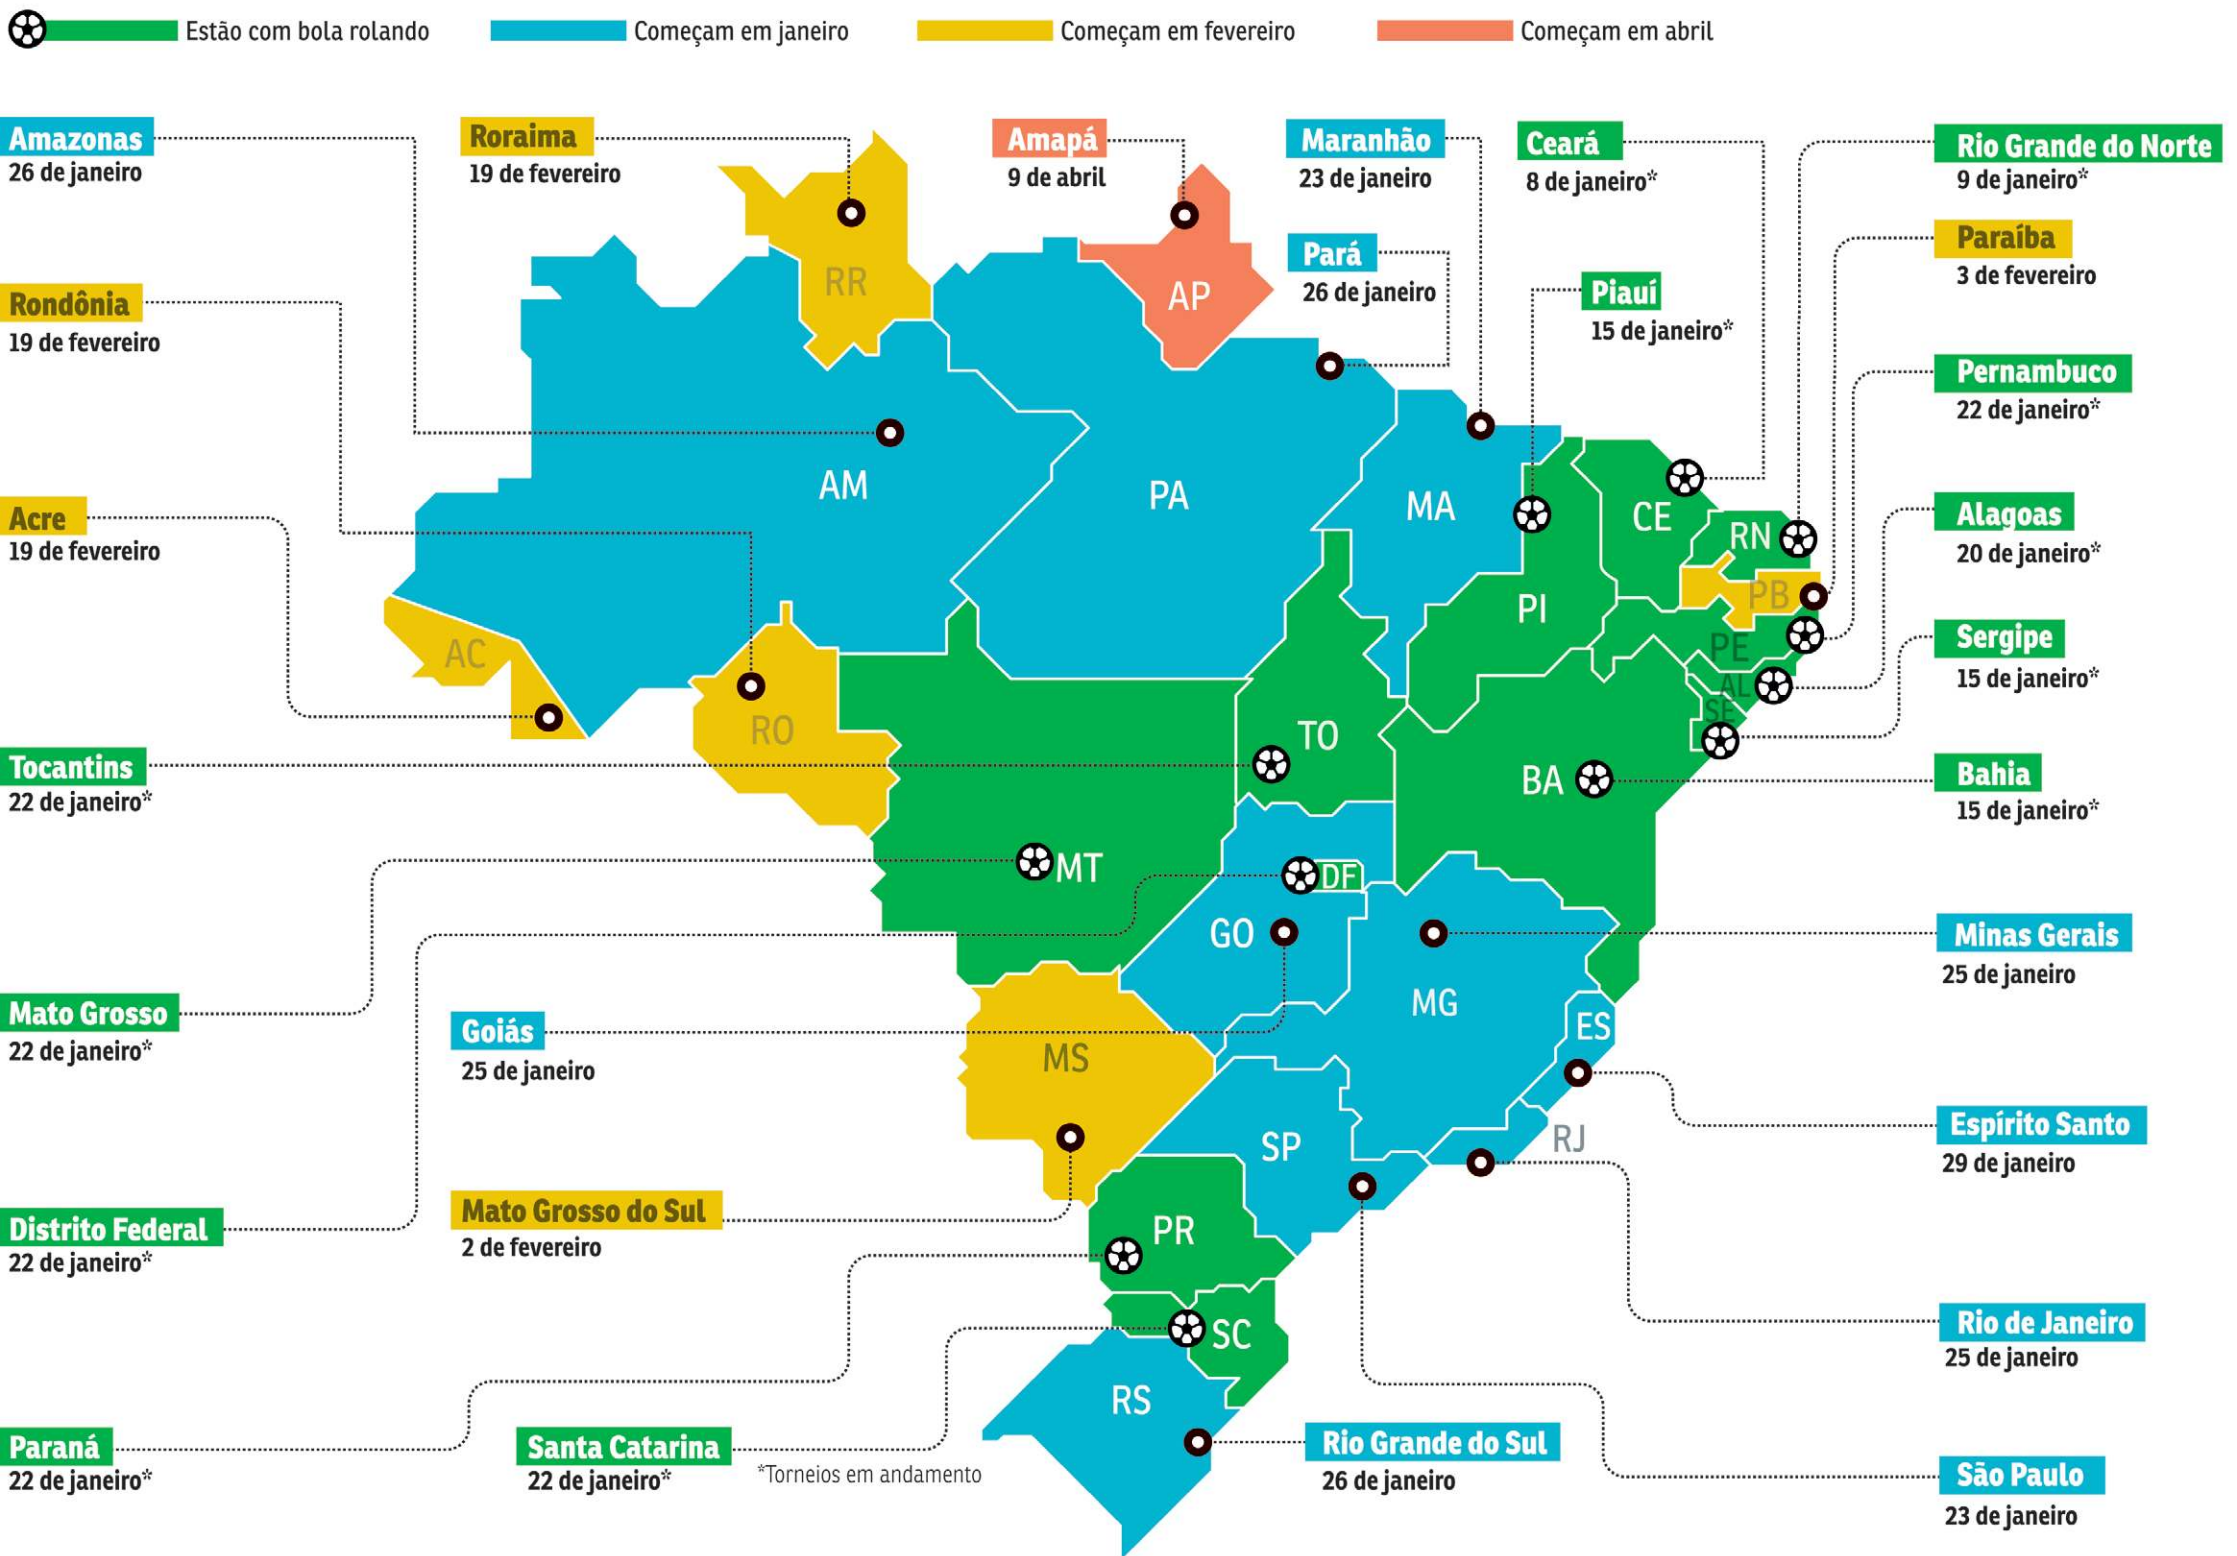 Estão com bola rolando
Começam em janeiro
Começam em fevereiro
Começam em abril
Amazonas
26 de janeiro
Roraima
19 de fevereiro
Amapá
9 de abril
Maranhão
23 de janeiro
Ceará
8 de janeiro*
Rio Grande do Norte
9 de janeiro*
Paraíba
3 de fevereiro
Pará
26 de janeiro
Piauí
15 de janeiro*
Rondônia
19 de fevereiro
Pernambuco
22 de janeiro*
Acre
19 de fevereiro
Alagoas
20 de janeiro*
Sergipe
15 de janeiro*
Tocantins
22 de janeiro*
Bahia
15 de janeiro*
Mato Grosso
22 de janeiro*
Goiás
25 de janeiro
Minas Gerais
25 de janeiro
Espírito Santo
29 de janeiro
Distrito Federal
22 de janeiro*
Mato Grosso do Sul
2 de fevereiro
Rio de Janeiro
25 de janeiro
Paraná
22 de janeiro*
Santa Catarina
22 de janeiro*
*Torneios em andamento
Rio Grande do Sul
26 de janeiro
São Paulo
23 de janeiro
RR
AP
AM
PA
MA
CE
RN
PB
PI
PE
AL
SE
AC
RO
TO
BA
MT
DF
GO
MG
ES
MS
SP
RJ
PR
SC
RS